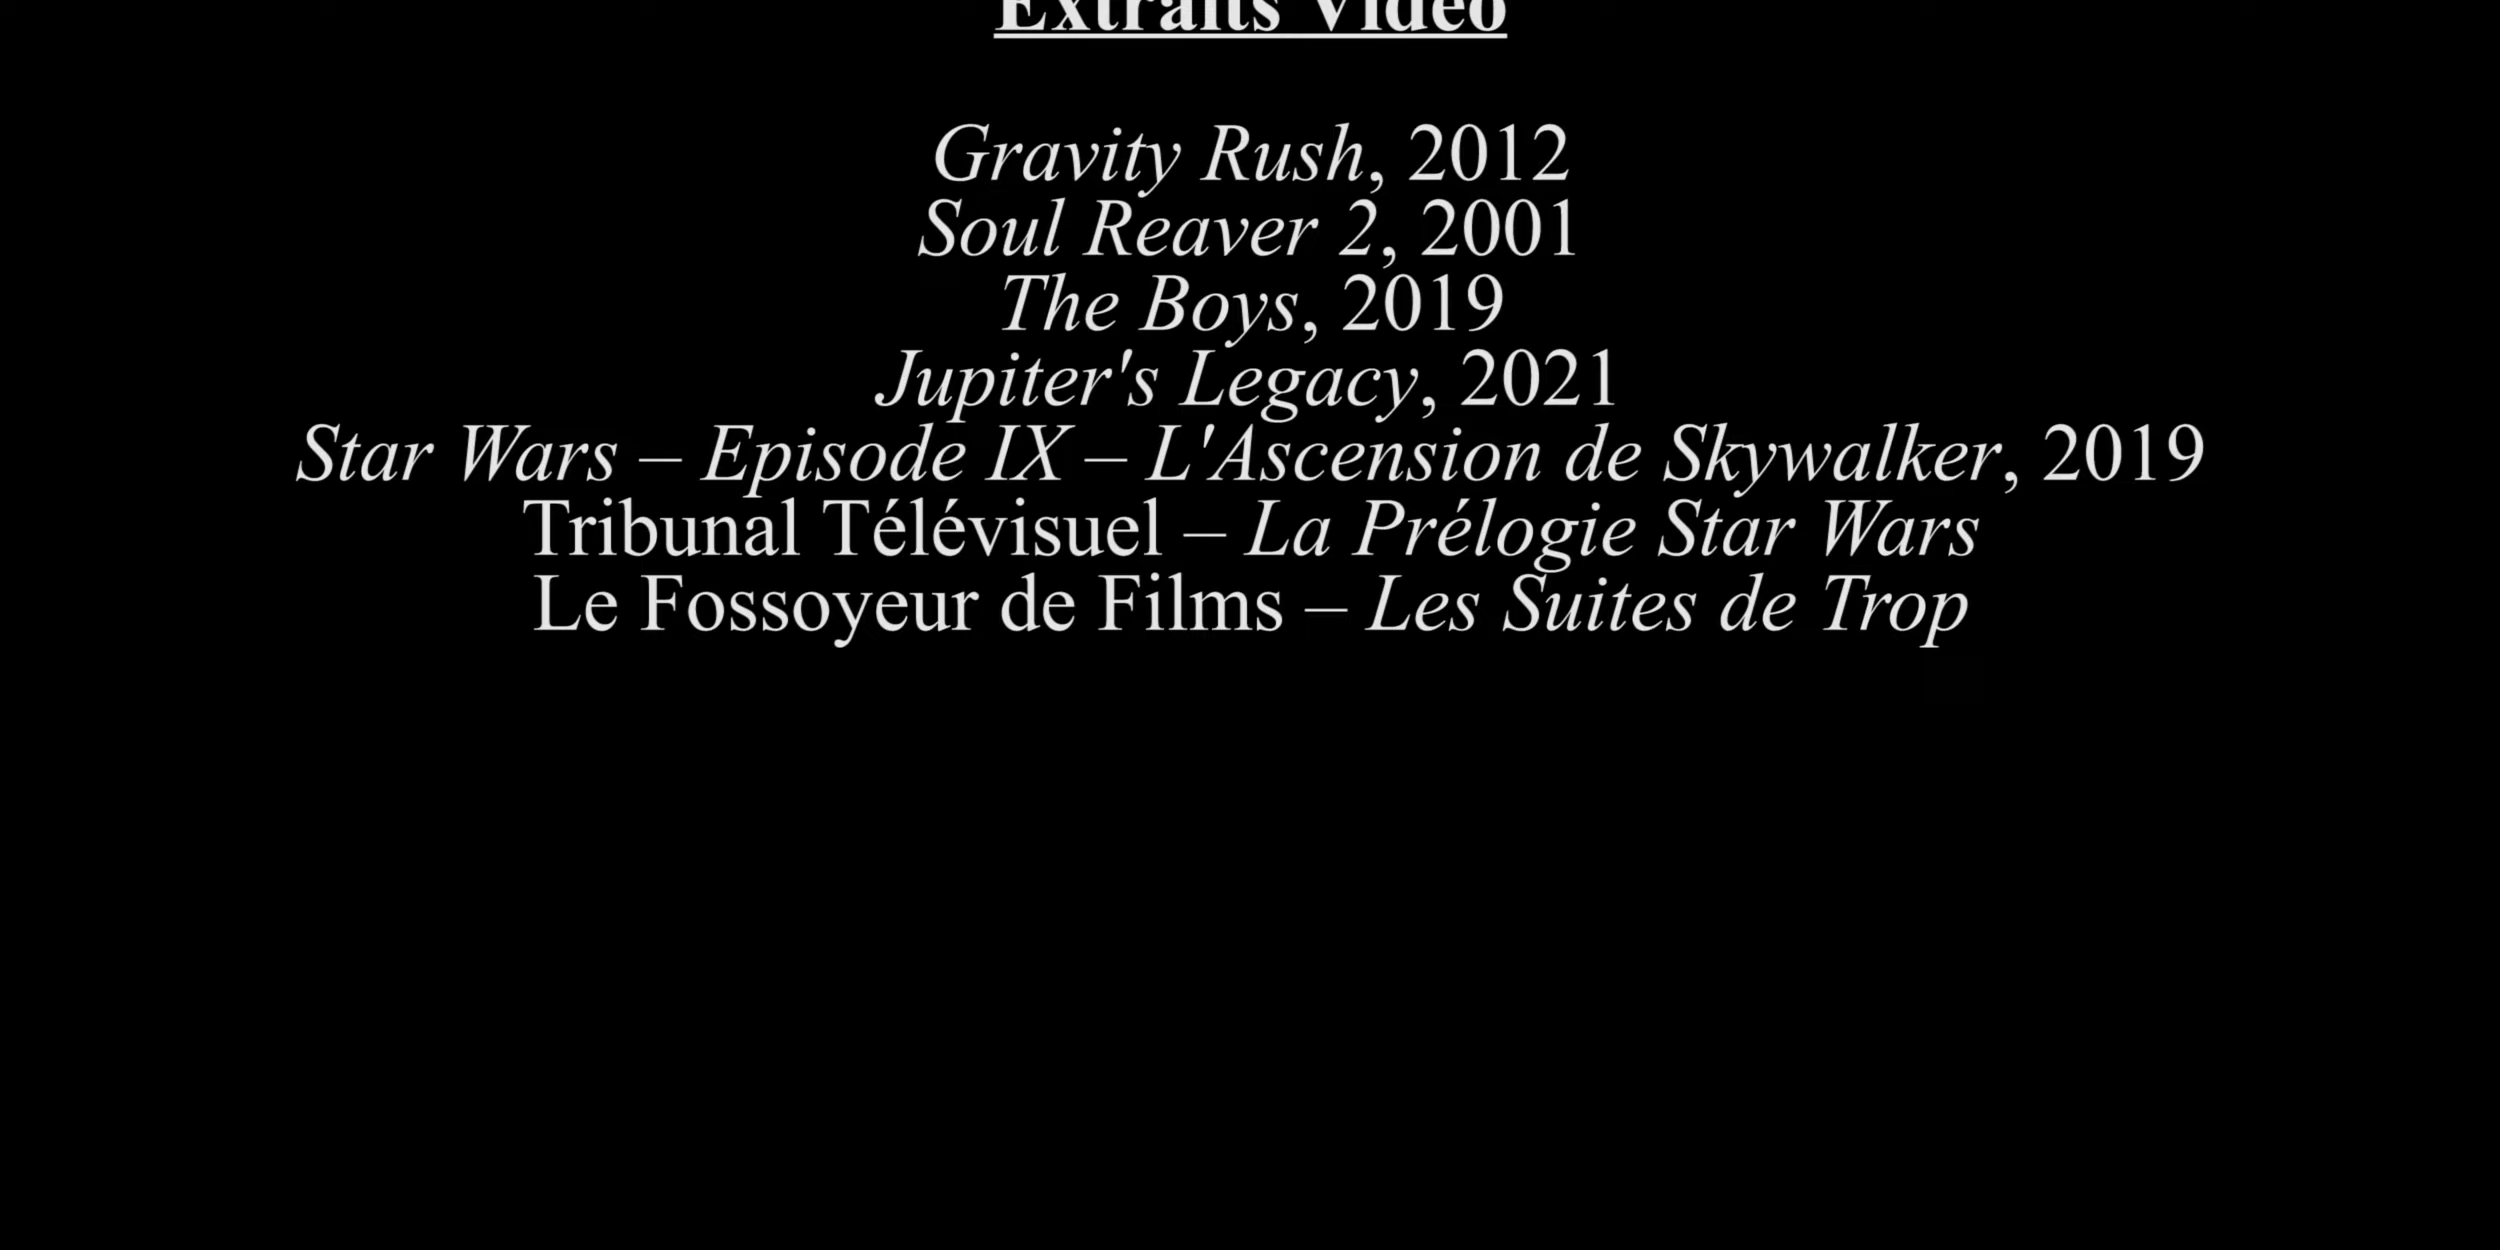 Extraits Vidéo
Gravity Rush, 2012
Soul Reaver 2, 2001
The Boys, 2019
Jupiter's Legacy, 2021
Star Wars – Episode IX – L'Ascension de Skywalker, 2019
Tribunal Télévisuel – La Prélogie Star Wars
Le Fossoyeur de Films – Les Suites de Trop